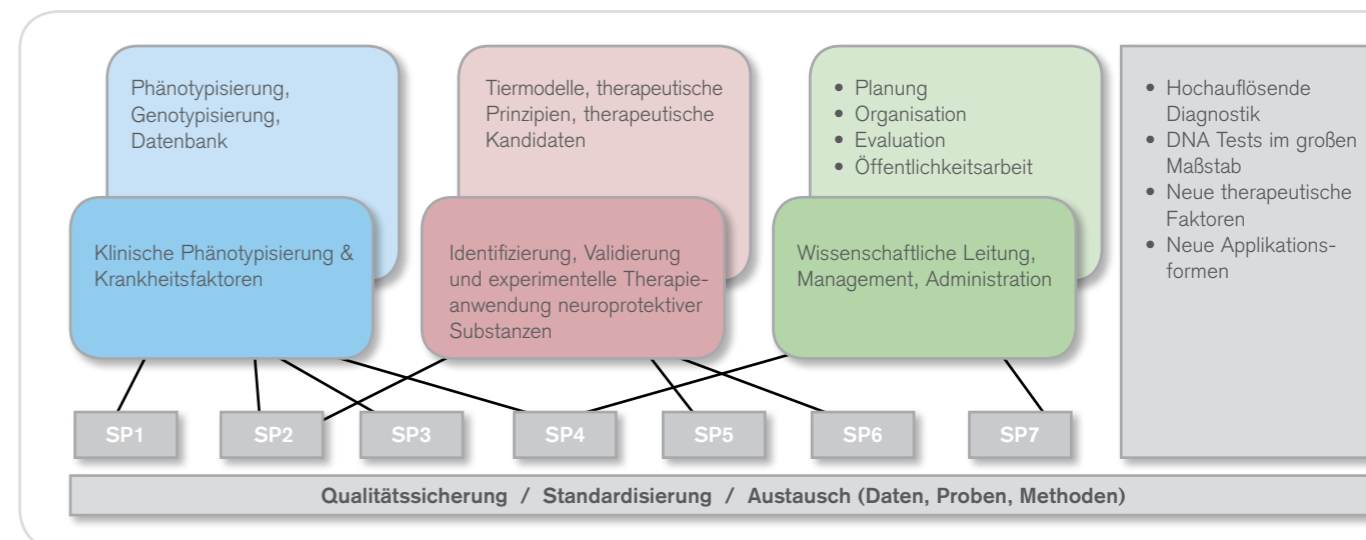 Phänotypisierung,
Genotypisierung,
Datenbank
Klinische Phänotypisierung &
Krankheitsfaktoren
Tiermodelle, therapeutische
Prinzipien, therapeutische
Kandidaten
Identifizierung, Validierung
und experimentelle Therapie-
anwendung neuroprotektiver
Substanzen
• Planung
• Organisation
• Evaluation
• Öffentlichkeitsarbeit
Wissenschaftliche Leitung,
Management, Administration
• Hochauflösende
Diagnostik
• DNA Tests im großen
Maßstab
• Neue therapeutische
Faktoren
• Neue Applikations-
formen
SP1
SP2
SP3
SP4
SP5
SP6
SP7
Qualitätssicherung / Standardisierung / Austausch (Daten, Proben, Methoden)